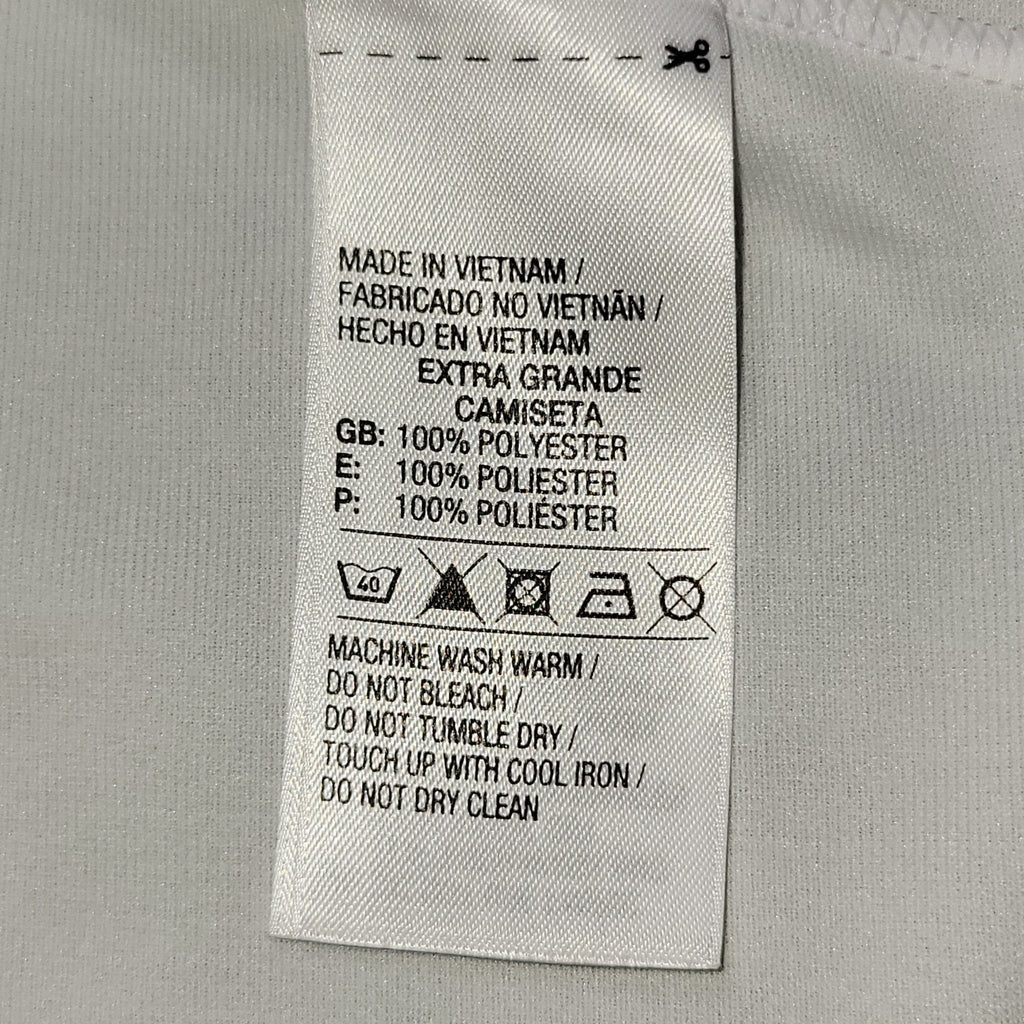 MADE IN VIETNAM /
FABRICADO NO VIETNÃN /
HECHO EN VIETNAM
EXTRA GRANDE
CAMISETA
GB: 100% POLYESTER
E: 100% POLIESTER
P: 100% POLIÉSTER
40
MACHINE WASH WARM /
DO NOT BLEACH /
DO NOT TUMBLE DRY /
TOUCH UP WITH COOL IRON /
DO NOT DRY CLEAN